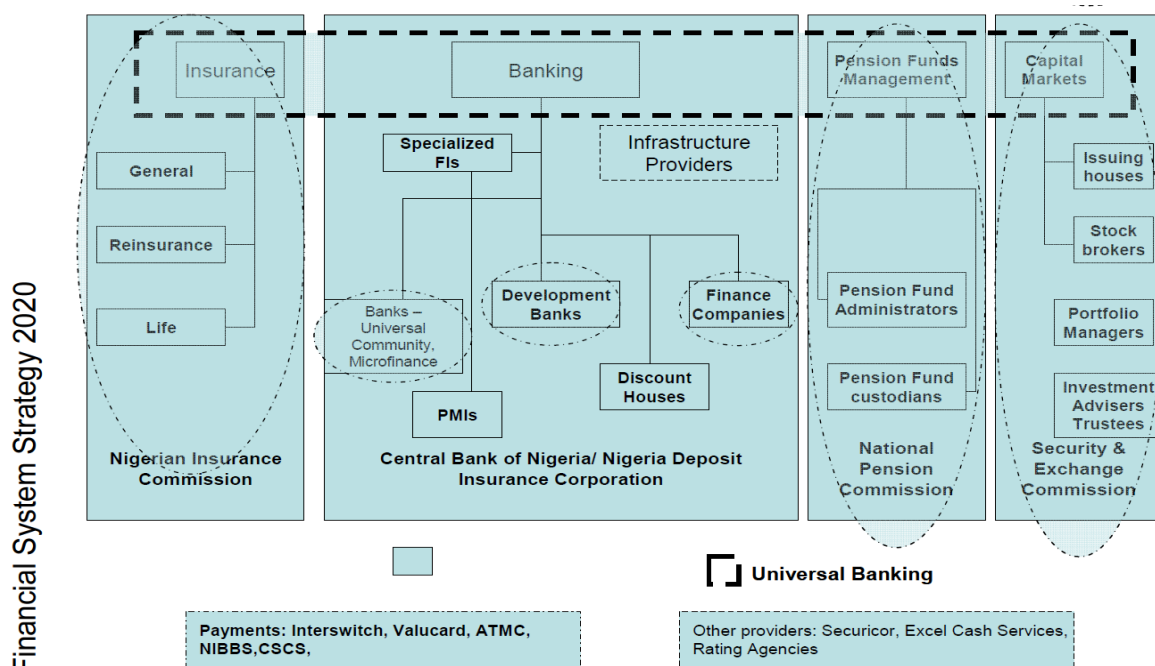 Financial System Strategy 2020
Insurance
General
Reinsurance
Life
Nigerian Insurance
Commission
Banking
Specialized
FIs
Infrastructure
Providers
Banks –
Universal
Community,
Microfinance
Development
Banks
Finance
Companies
PMIs
Discount
Houses
Central Bank of Nigeria/ Nigeria Deposit
Insurance Corporation
Pension Funds
Management
Pension Fund
Administrators
Pension Fund
custodians
National
Pension
Commission
Capital
Markets
Issuing
houses
Stock
brokers
Portfolio
Managers
Investment
Advisers
Trustees
Security &
Exchange
Commission
Universal Banking
Payments: Interswitch, Valucard, ATMC,
NIBBS,CSCS,
Other providers: Securicor, Excel Cash Services,
Rating Agencies